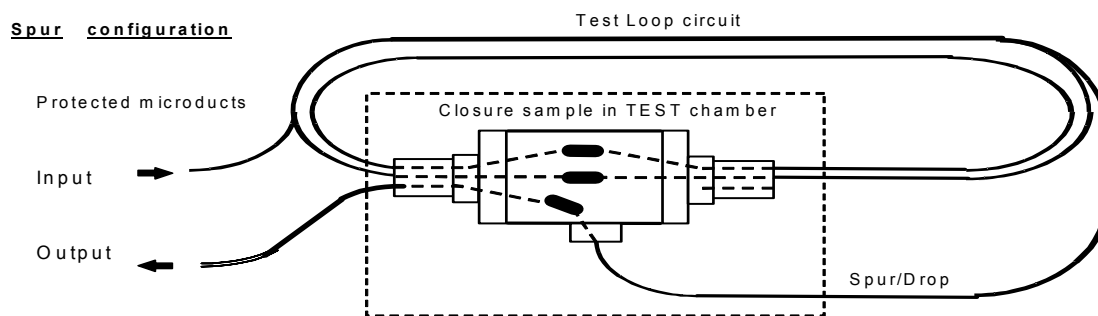 Test Loop circuit
Spur configuration
Protected microducts
Closure sample in TEST chamber
Input
Output
Spur/Drop